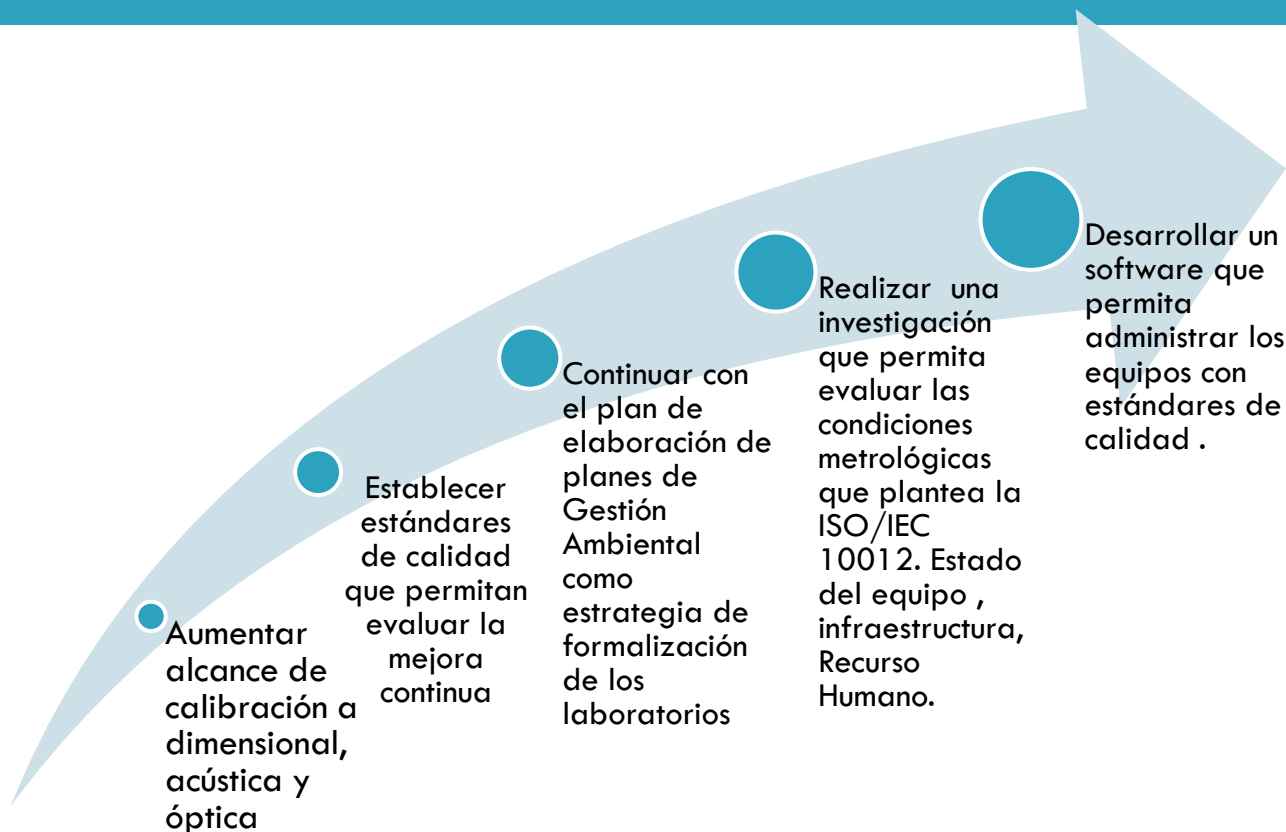 Aumentar
alcance de
calibración a
dimensional,
acústica y
óptica
Establecer
estándares
de calidad
que permitan
evaluar la
mejora
continua
Continuar con
el plan de
elaboración de
planes de
Gestión
Ambiental
como
estrategia de
formalización
de los
laboratorios
Realizar una
investigación
que permita
evaluar las
condiciones
metrológicas
que plantea la
ISO/IEC
10012. Estado
del equipo ,
infraestructura,
Recurso
Humano.
Desarrollar un
software que
permita
administrar los
equipos con
estándares de
calidad .